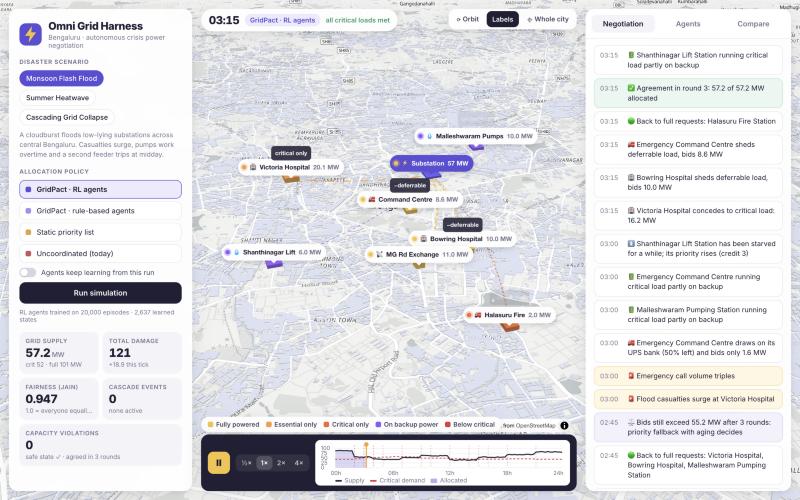 Omni Grid Harness
Bengaluru · autonomous crisis power
negotiation
DISASTER SCENARIO
Monsoon Flash Flood
Summer Heatwave
Cascading Grid Collapse
A cloudburst floods low-lying substations across
central Bengaluru. Casualties surge, pumps work
overtime and a second feeder trips at midday.
ALLOCATION POLICY
GridPact · RL agents
GridPact · rule-based agents
Static priority list
Uncoordinated (today)
Agents keep learning from this run
Run simulation
RL agents trained on 20,000 episodes · 2,637 learned
states
GRID SUPPLY
57.2 MW
crit 52 · full 101 MW
TOTAL DAMAGE
121
+18.9 this tick
FAIRNESS (JAIN)
0.947
1.0 = everyone equall...
CASCADE EVENTS
0
none active
CAPACITY VIOLATIONS
0
safe state ✓ · agreed in 3 rounds
03:15
GridPact · RL agents
all critical loads met
Orbit
Labels
Whole city
Gangedanahalli
SH85
SH39
Malleshwaram Pumps 10.0 MW
critical only
Substation 57 MW
Victoria Hospital 20.1 MW
~deferrable
Command Centre 8.6 MW
~deferrable
Bowring Hospital 10.0 MW
Shanthinagar Lift 6.0 MW
MG Rd Exchange 11.0 MW
Halasuru Fire 2.0 MW
AUSTIN TOWN
HAL Old Airport Road
Fully powered
Essential only
Critical only
On backup power
Below critical
from OpenStreetMap
½×
1×
2×
4×
100
00h
06h
12h
18h
24h
Supply
Critical demand
Allocated
Negotiation
Agents
Compare
03:15 Shanthinagar Lift Station running critical
load partly on backup
03:15 Agreement in round 3: 57.2 of 57.2 MW
allocated
03:15 Back to full requests: Halasuru Fire Station
03:15 Emergency Command Centre sheds
deferrable load, bids 8.6 MW
03:15 Bowring Hospital sheds deferrable load,
bids 10.0 MW
03:15 Victoria Hospital concedes to critical load:
16.2 MW
03:00 Shanthinagar Lift Station has been starved
for a while; its priority rises (credit 3)
03:00 Emergency Command Centre running
critical load partly on backup
03:00 Malleshwaram Pumping Station running
critical load partly on backup
03:00 Emergency Command Centre draws on its
UPS bank (50% left) and bids only 1.6 MW
03:00 Emergency call volume triples
03:00 Flood casualties surge at Victoria Hospital
02:45 Bids still exceed 55.2 MW after 3 rounds:
priority fallback with aging decides
02:45 Back to full requests: Victoria Hospital,
Bowring Hospital, Malleshwaram Pumping
Station